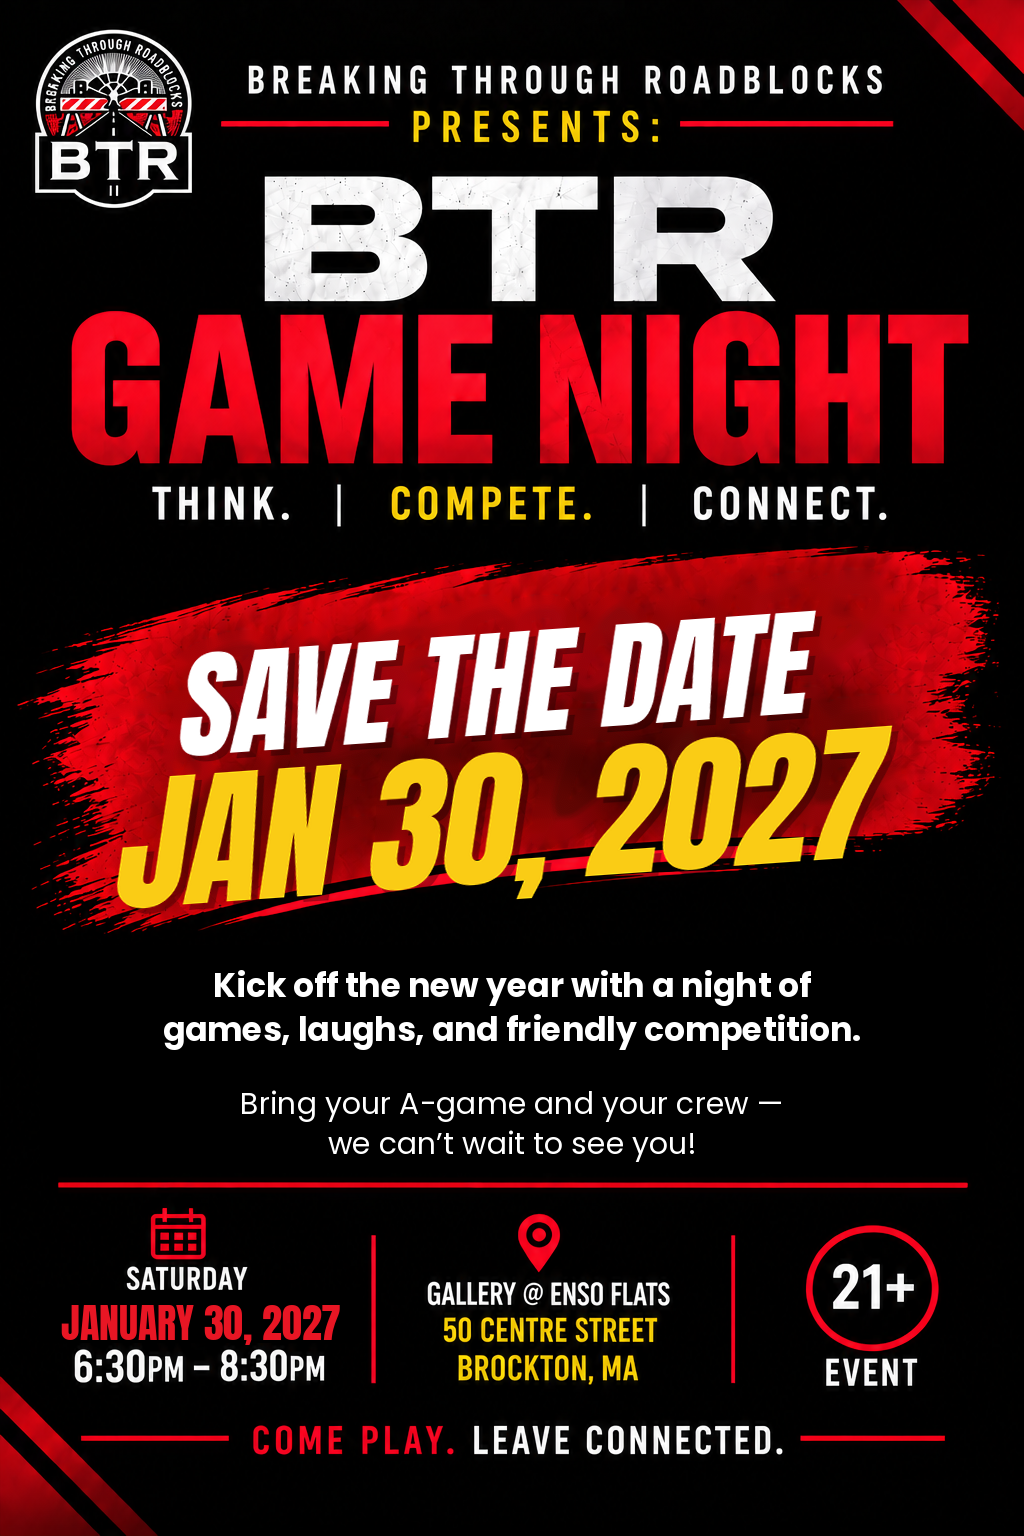 BREAKING THROUGH ROADBLOCKS
BTR
BREAKING THROUGH ROADBLOCKS
PRESENTS:
BTR
GAME NIGHT
THINK. | COMPETE. | CONNECT.
SAVE THE DATE
JAN 30, 2027
Kick off the new year with a night of
games, laughs, and friendly competition.
Bring your A-game and your crew —
we can't wait to see you!
SATURDAY
JANUARY 30, 2027
6:30PM – 8:30PM
GALLERY @ ENSO FLATS
50 CENTRE STREET
BROCKTON, MA
21+
EVENT
COME PLAY. LEAVE CONNECTED.